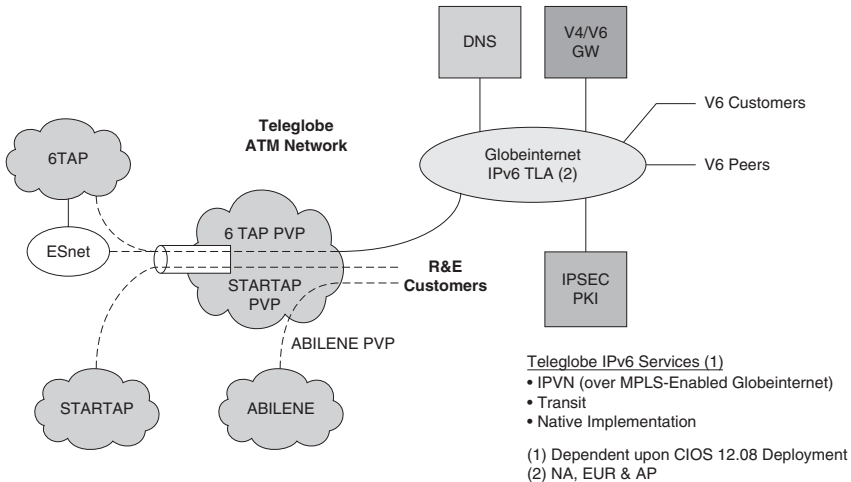 DNS
V4/V6
GW
V6 Customers
Teleglobe
ATM Network
6TAP
Globeinternet
IPv6 TLA (2)
V6 Peers
6 TAP PVP
ESnet
R&E
Customers
STARTAP
PVP
IPSEC
PKI
ABILENE PVP
STARTAP
ABILENE
Teleglobe IPv6 Services (1)
• IPVN (over MPLS-Enabled Globeinternet)
• Transit
• Native Implementation
(1) Dependent upon CIOS 12.08 Deployment
(2) NA, EUR & AP